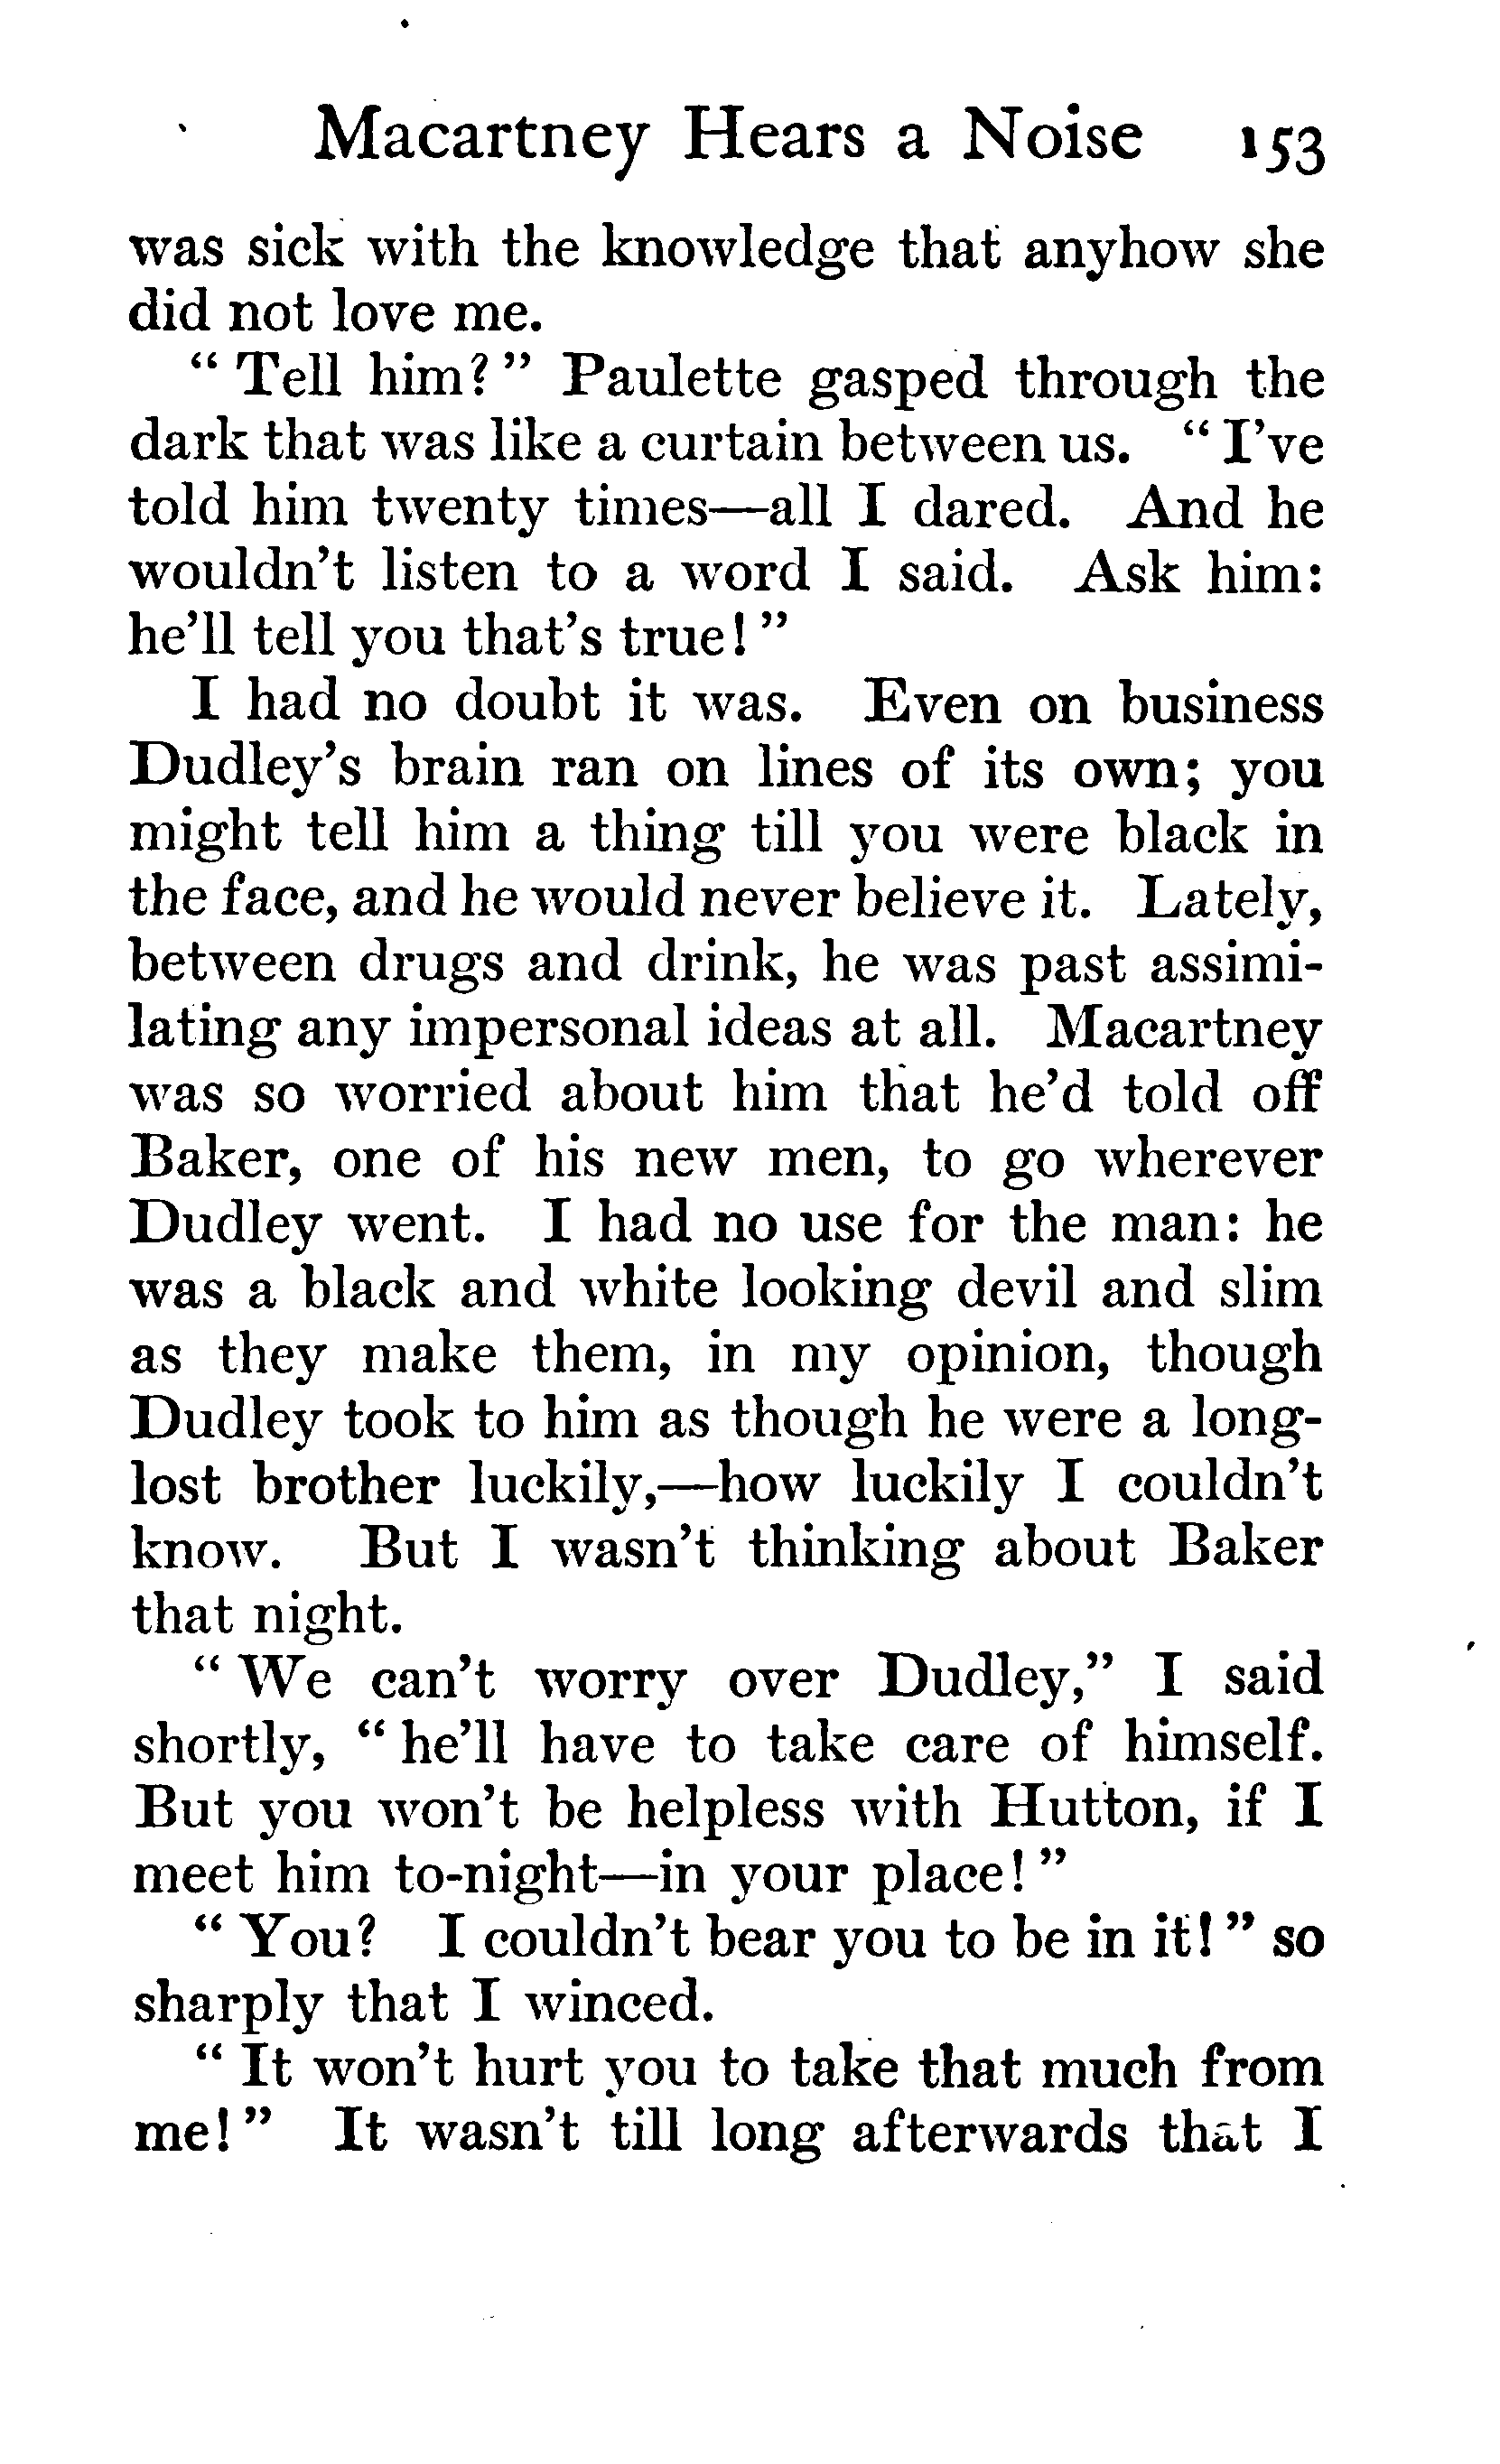 Macartney Hears a Noise 153
was sick with the knowledge that anyhow she
did not love me.
“Tell him?” Paulette gasped through the
dark that was like a curtain between us. “I’ve
told him twenty times—all I dared. And he
wouldn’t listen to a word I said. Ask him:
he’ll tell you that’s true!”
I had no doubt it was. Even on business
Dudley’s brain ran on lines of its own; you
might tell him a thing till you were black in
the face, and he would never believe it. Lately,
between drugs and drink, he was past assimi-
lating any impersonal ideas at all. Macartney
was so worried about him that he’d told off
Baker, one of his new men, to go wherever
Dudley went. I had no use for the man: he
was a black and white looking devil and slim
as they make them, in my opinion, though
Dudley took to him as though he were a long-
lost brother luckily,—how luckily I couldn’t
know. But I wasn’t thinking about Baker
that night.
“We can’t worry over Dudley,” I said
shortly, “he’ll have to take care of himself.
But you won’t be helpless with Hutton, if I
meet him to-night—in your place!”
“You? I couldn’t bear you to be in it!” so
sharply that I winced.
“It won’t hurt you to take that much from
me!” It wasn’t till long afterwards that I